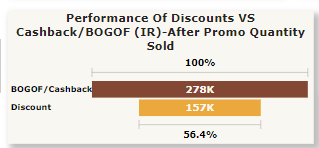 Performance Of Discounts VS
Cashback/BOGOF (IR)-After Promo Quantity
Sold
100%
BOGOF/Cashback 278K
Discount 157K
56.4%